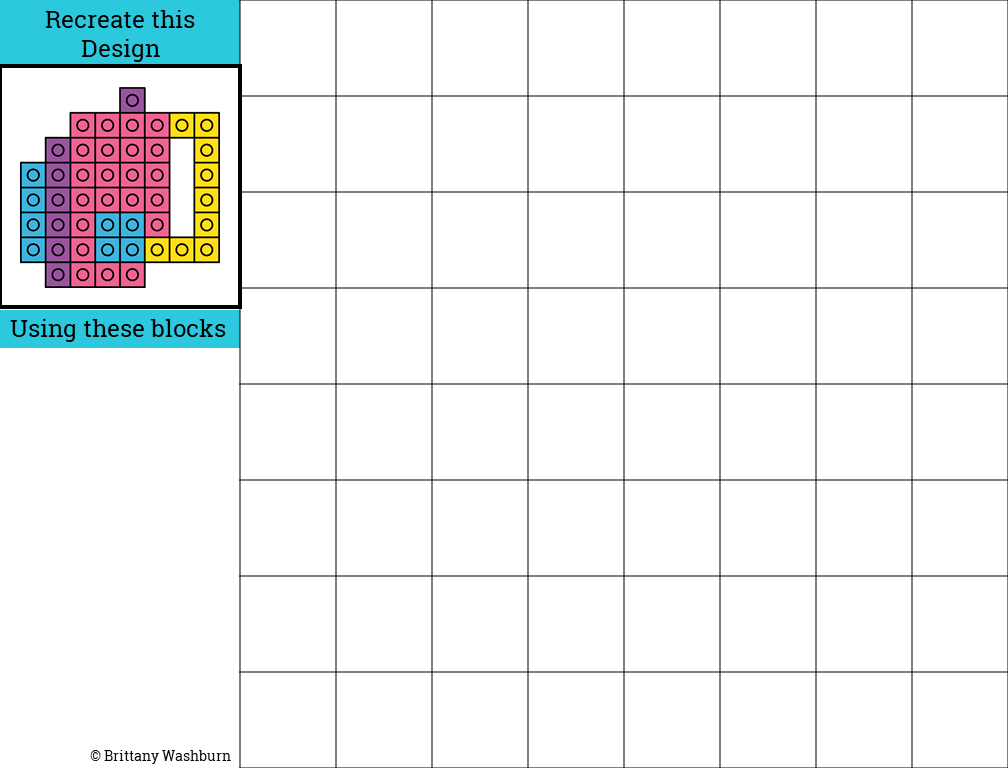 Recreate this
Design
Using these blocks
© Brittany Washburn